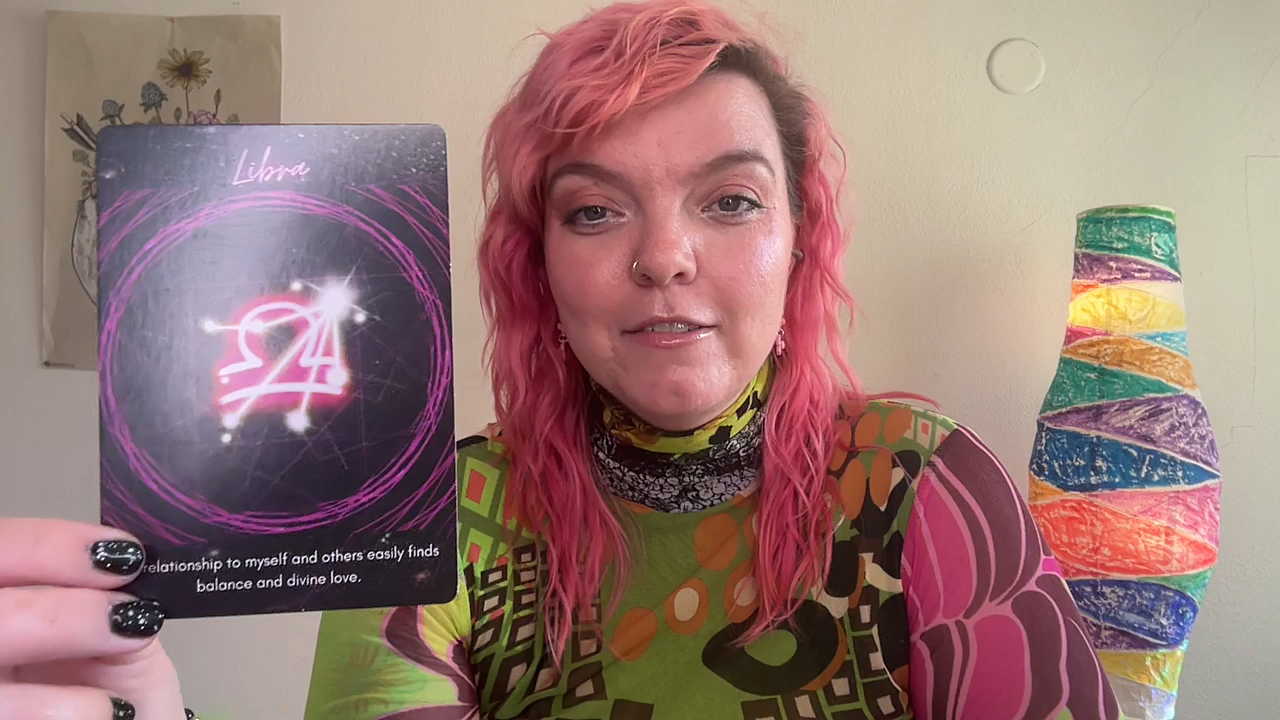 Libra
relationship to myself and others easily finds
balance and divine love.